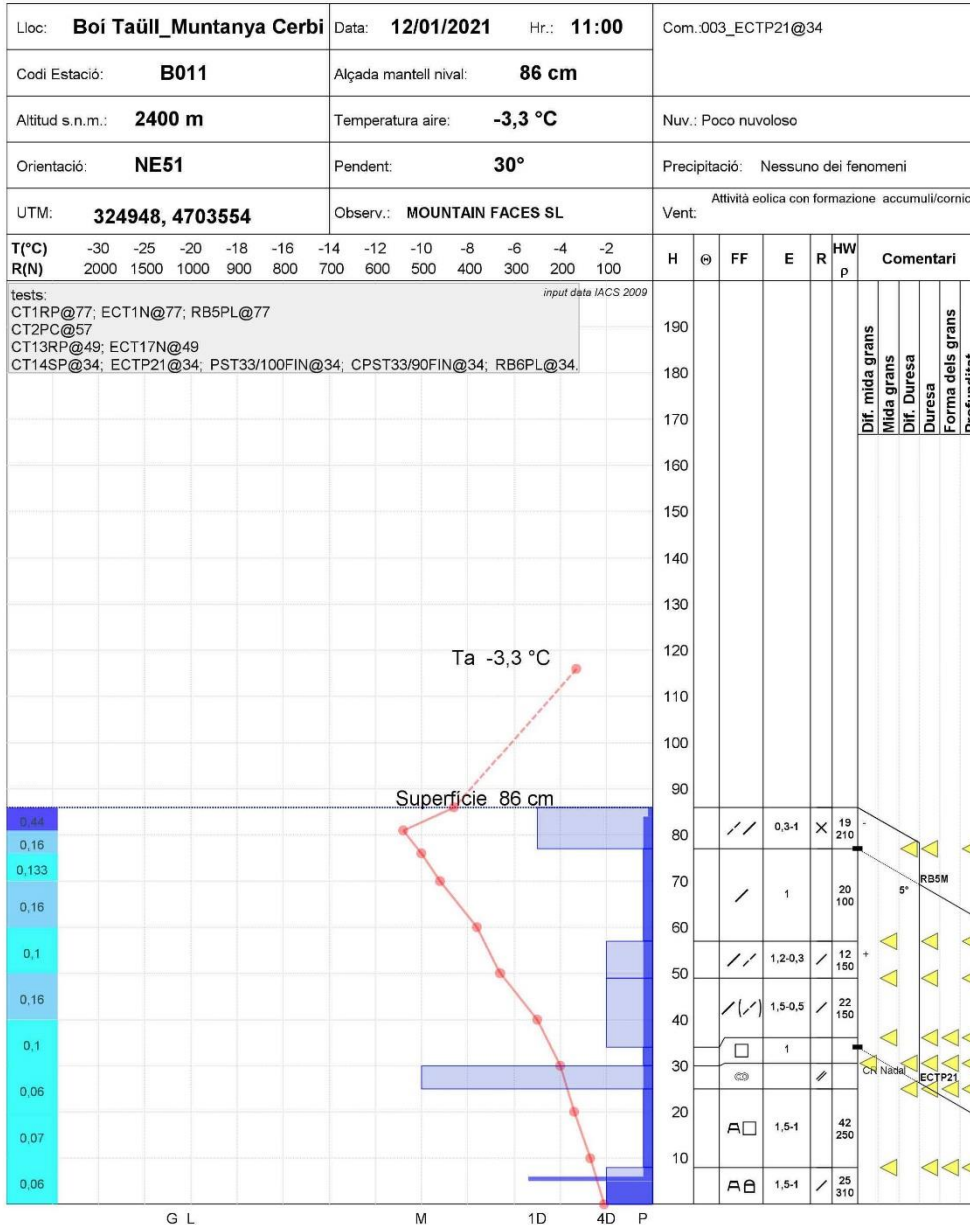 Lloc: Boí Taüll_Muntanya Cerbi Data: 12/01/2021 Hr.: 11:00 Com.:003_ECTP21@34
Codi Estació: B011 Alçada mantell nival: 86 cm
Altitud s.n.m.: 2400 m Temperatura aire: -3,3 °C Nuv.: Poco nuvoloso
Orientació: NE51 Pendent: 30° Precipitació: Nessuno dei fenomeni
UTM: 324948, 4703554 Observ.: MOUNTAIN FACES SL Vent: Attività eolica con formazione accumuli/cornic
T(°C) -30 -25 -20 -18 -16 -14 -12 -10 -8 -6 -4 -2
R(N) 2000 1500 1000 900 800 700 600 500 400 300 200 100
H Θ FF E R HW ρ Comentari
tests: input data IACS 2009
CT1RP@77; ECT1N@77; RB5PL@77
CT2PC@57
CT13RP@49; ECT17N@49
CT14SP@34; ECTP21@34; PST33/100FIN@34; CPST33/90FIN@34; RB6PL@34.
Dif. mida grans
Mida grans
Dif. Duresa
Duresa
Forma dels grans
190
180
170
160
150
140
130
120
Ta -3,3 °C
110
100
90
Superfície 86 cm
0,44
80 0,3-1 19 210 -
0,16
0,133
70 1 20 100 5° RB5M
0,16
60
0,1 1,2-0,3 12 150 +
50
0,16 1,5-0,5 22 150
40
0,1 1
30 CR Nadal ECTP21
0,06
20
1,5-1 42 250
0,07
10
0,06 1,5-1 25 310
G L M 1D 4D P